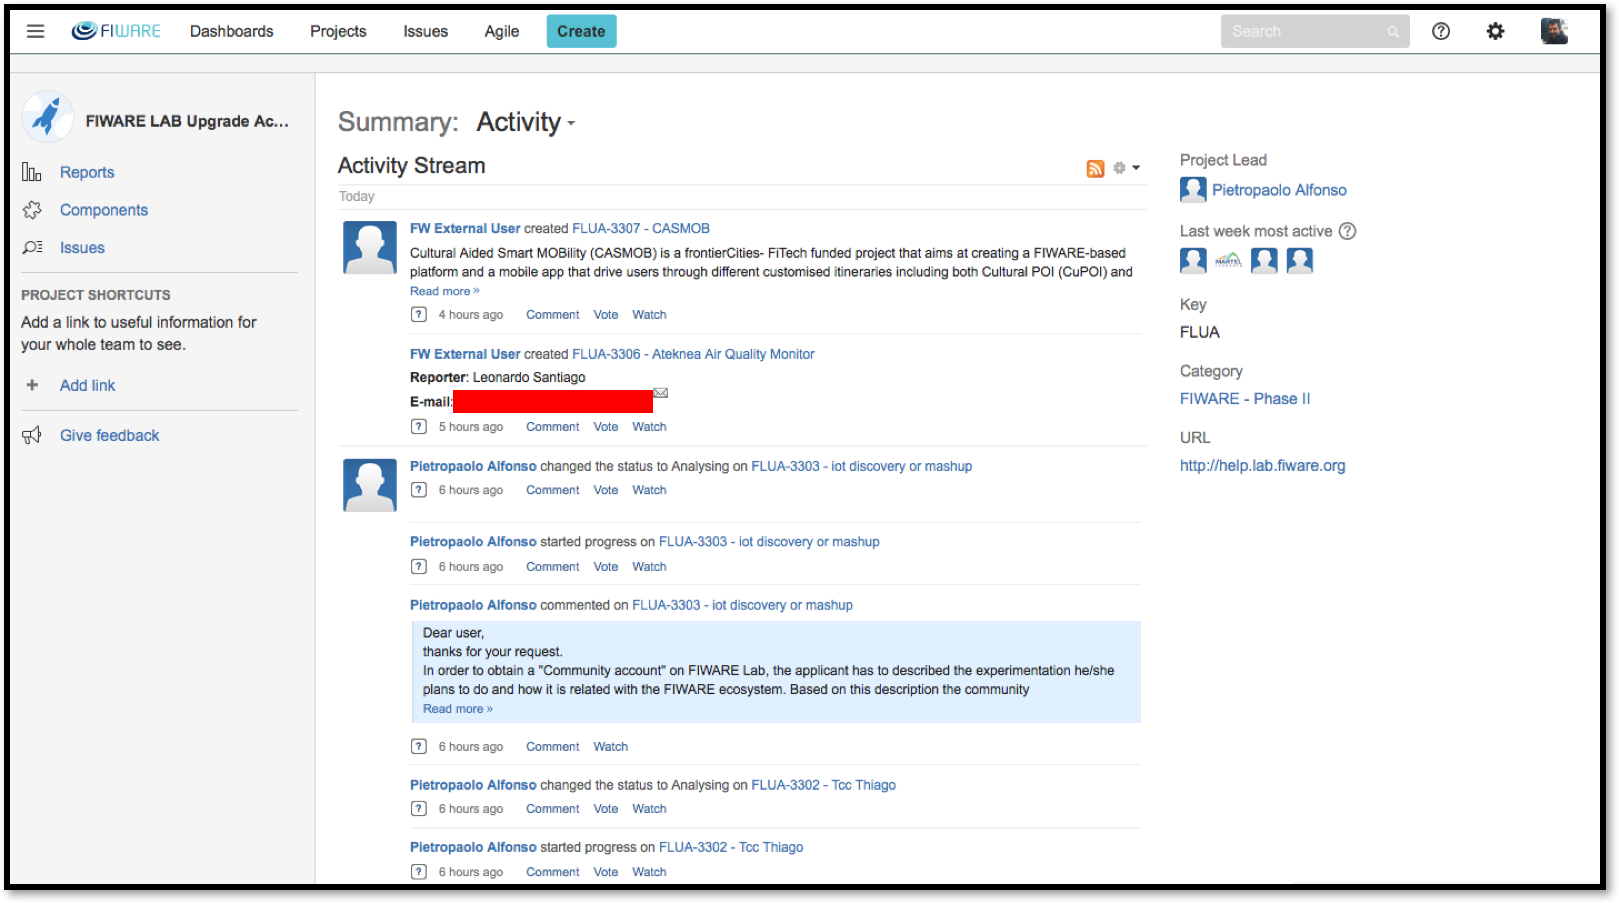 FIWARE Dashboards Projects Issues Agile Create Search
FIWARE LAB Upgrade Ac...
Reports
Components
Issues
PROJECT SHORTCUTS
Add a link to useful information for
your whole team to see.
+ Add link
Give feedback
Summary: Activity
Activity Stream
Today
FW External User created FLUA-3307 - CASMOB
Cultural Aided Smart MOBility (CASMOB) is a frontierCities- FiTech funded project that aims at creating a FIWARE-based
platform and a mobile app that drive users through different customised itineraries including both Cultural POI (CuPOI) and
Read more »
? 4 hours ago Comment Vote Watch
FW External User created FLUA-3306 - Ateknea Air Quality Monitor
Reporter: Leonardo Santiago
E-mail:
? 5 hours ago Comment Vote Watch
Pietropaolo Alfonso changed the status to Analysing on FLUA-3303 - iot discovery or mashup
? 6 hours ago Comment Vote Watch
Pietropaolo Alfonso started progress on FLUA-3303 - iot discovery or mashup
? 6 hours ago Comment Vote Watch
Pietropaolo Alfonso commented on FLUA-3303 - iot discovery or mashup
Dear user,
thanks for your request.
In order to obtain a "Community account" on FIWARE Lab, the applicant has to described the experimentation he/she
plans to do and how it is related with the FIWARE ecosystem. Based on this description the community
Read more »
? 6 hours ago Comment Watch
Pietropaolo Alfonso changed the status to Analysing on FLUA-3302 - Tcc Thiago
? 6 hours ago Comment Vote Watch
Pietropaolo Alfonso started progress on FLUA-3302 - Tcc Thiago
? 6 hours ago Comment Vote Watch
Project Lead
Pietropaolo Alfonso
Last week most active ?
MARTEL
Key
FLUA
Category
FIWARE - Phase II
URL
http://help.lab.fiware.org